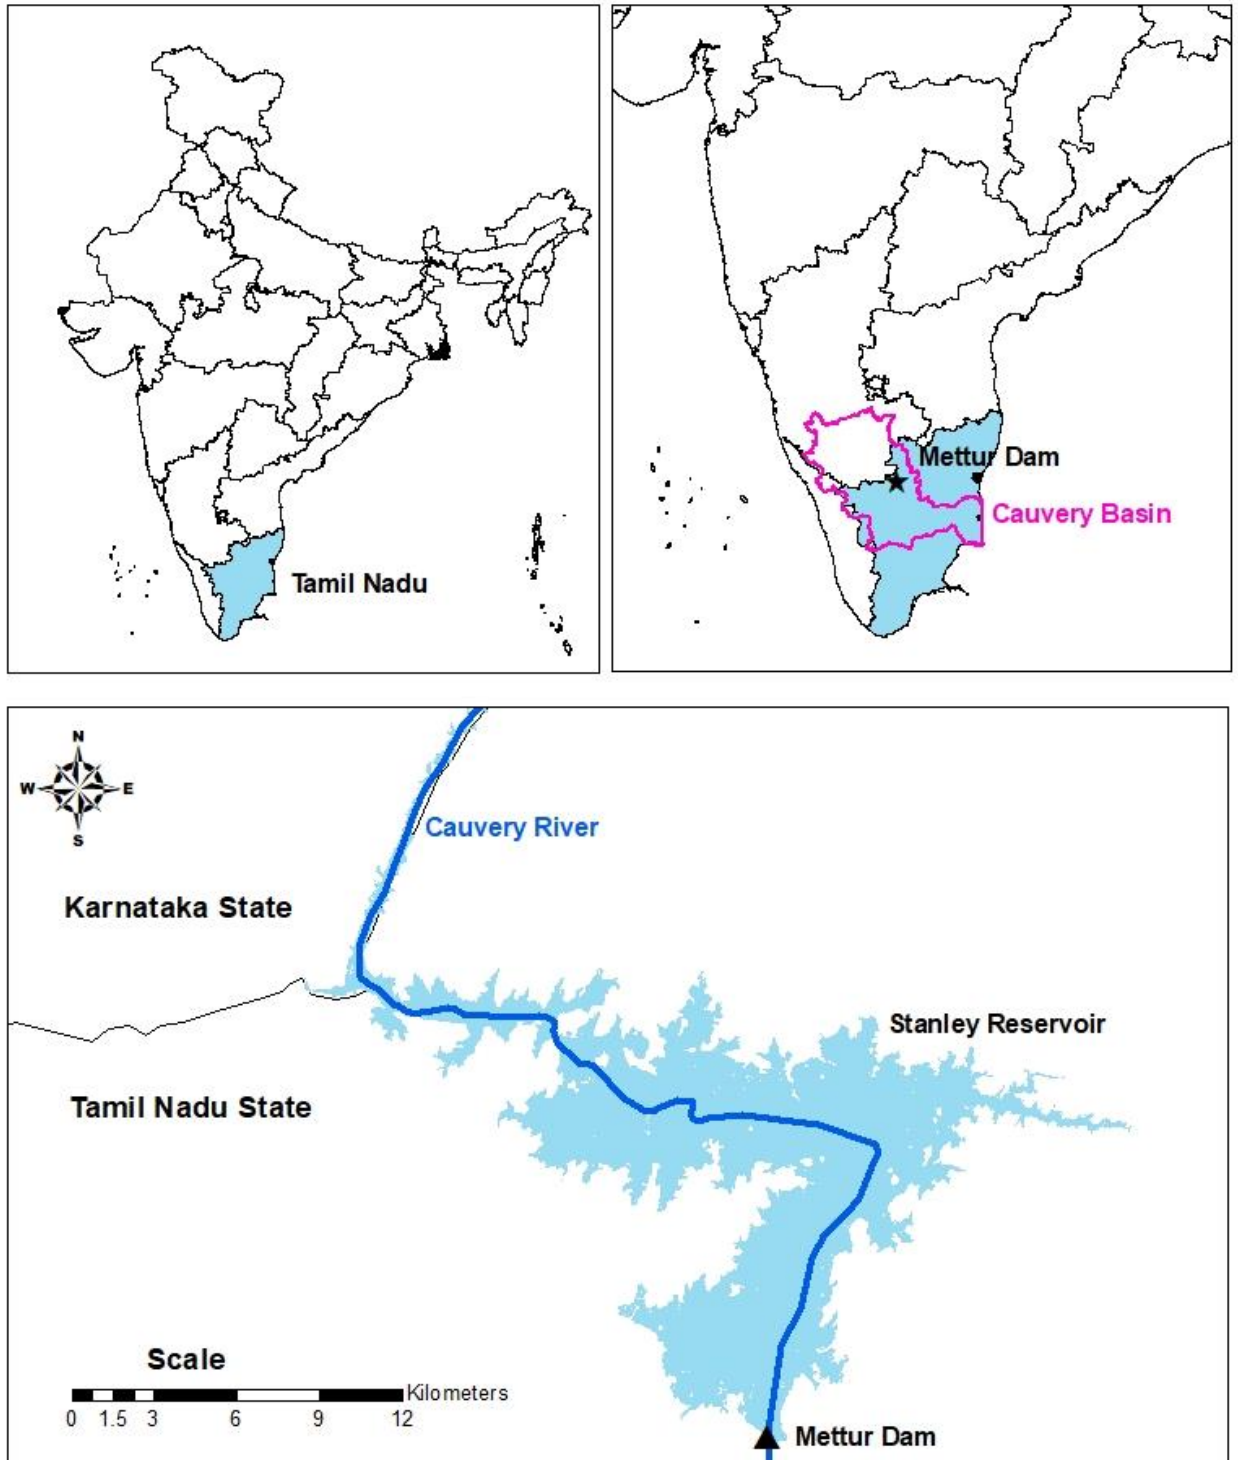 Tamil Nadu
Mettur Dam
Cauvery Basin
N
W E
S
Cauvery River
Karnataka State
Stanley Reservoir
Tamil Nadu State
Scale
Kilometers
0 1.5 3 6 9 12
Mettur Dam